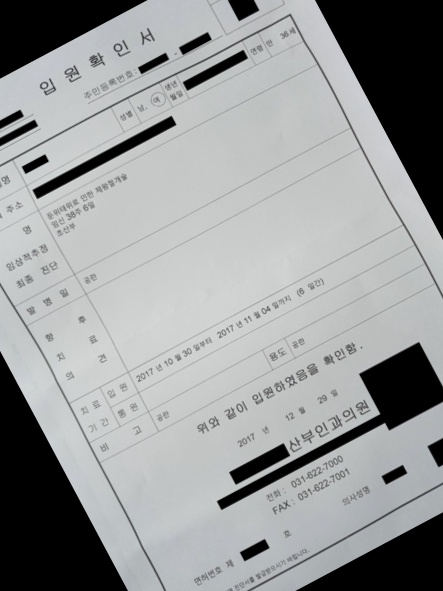 입 원 확 인 서
주민등록번호: -
성별 남, 여 생년 월일 연령 만 36세
주소
명 둔위태위로 인한 제왕절개술
임신 38주 6일
초산부
임상적추정
최종 진단
발 병 일 공란
향 후
치 료
의 견
치 료 입 원 2017 년 10 월 30 일부터 2017 년 11 월 04 일까지 (6 일간)
기 간 통 원
비 고 공란 용도 공란
위와 같이 입원하였음을 확인함.
2017 년 12 월 29 일
산부인과의원
전화 : 031-622-7000
FAX : 031-622-7001
면허번호 제 호 의사성명